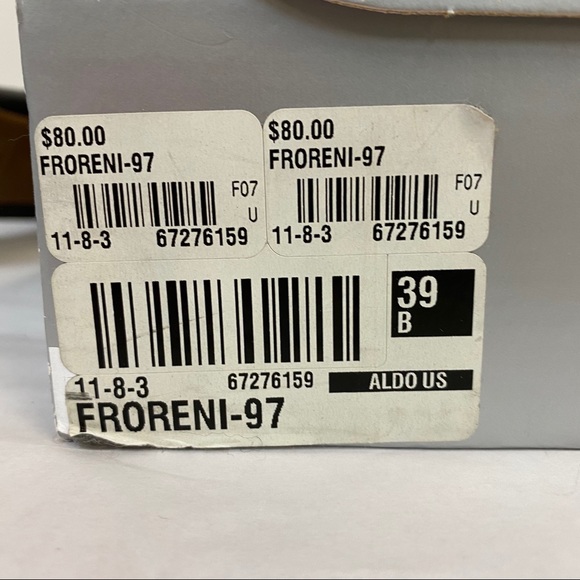 $80.00
FRORENI-97
F07
U
11-8-3 67276159
$80.00
FRORENI-97
F07
U
11-8-3 67276159
39
B
11-8-3 67276159 ALDO US
FRORENI-97